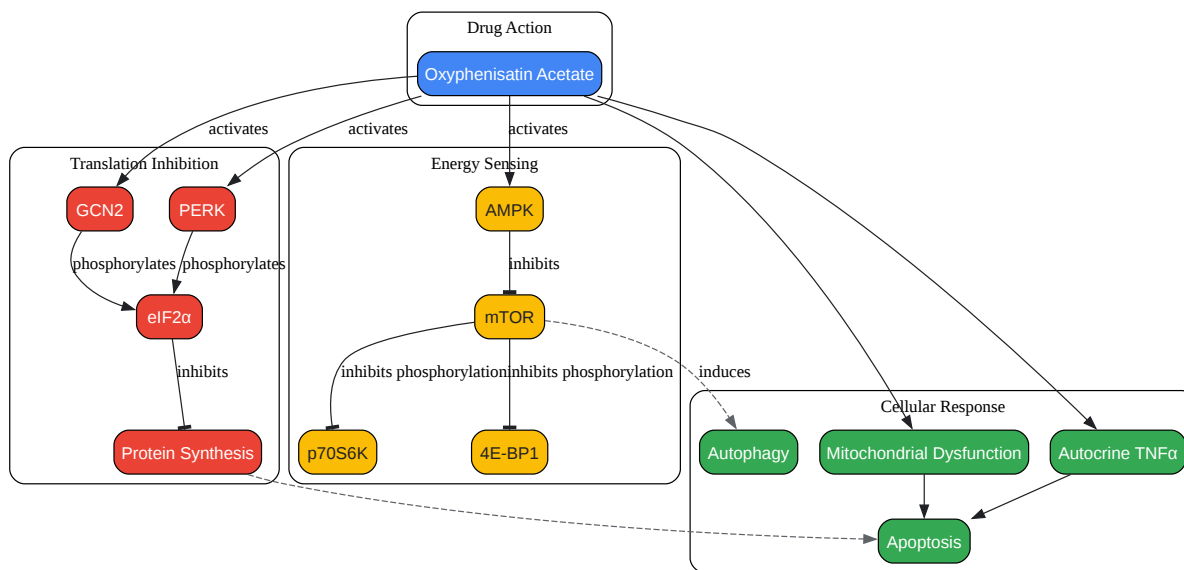 Drug Action
Oxyphenisatin Acetate
activates
activates
activates
Translation Inhibition
Energy Sensing
GCN2
PERK
AMPK
phosphorylates
phosphorylates
inhibits
eIF2α
mTOR
inhibits
inhibits phosphorylation
inhibits phosphorylation
induces
Cellular Response
Protein Synthesis
p70S6K
4E-BP1
Autophagy
Mitochondrial Dysfunction
Autocrine TNFα
Apoptosis